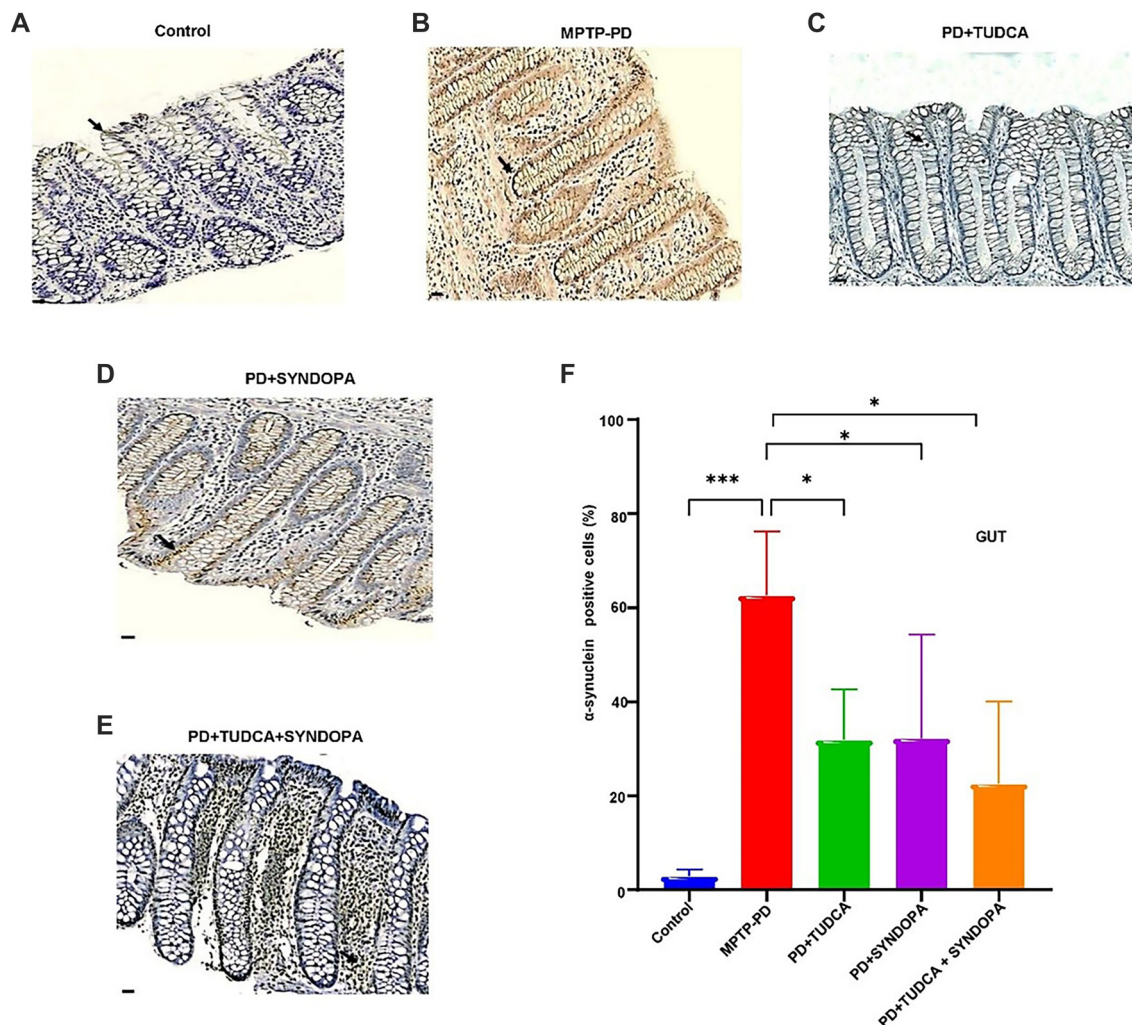 A
Control
B
MPTP-PD
C
PD+TUDCA
D
PD+SYNDOPA
E
PD+TUDCA+SYNDOPA
F
*
*
***
*
GUT
α-synuclein positive cells (%)
100
80
60
40
20
0
Control
MPTP-PD
PD+TUDCA
PD+SYNDOPA
PD+TUDCA + SYNDOPA